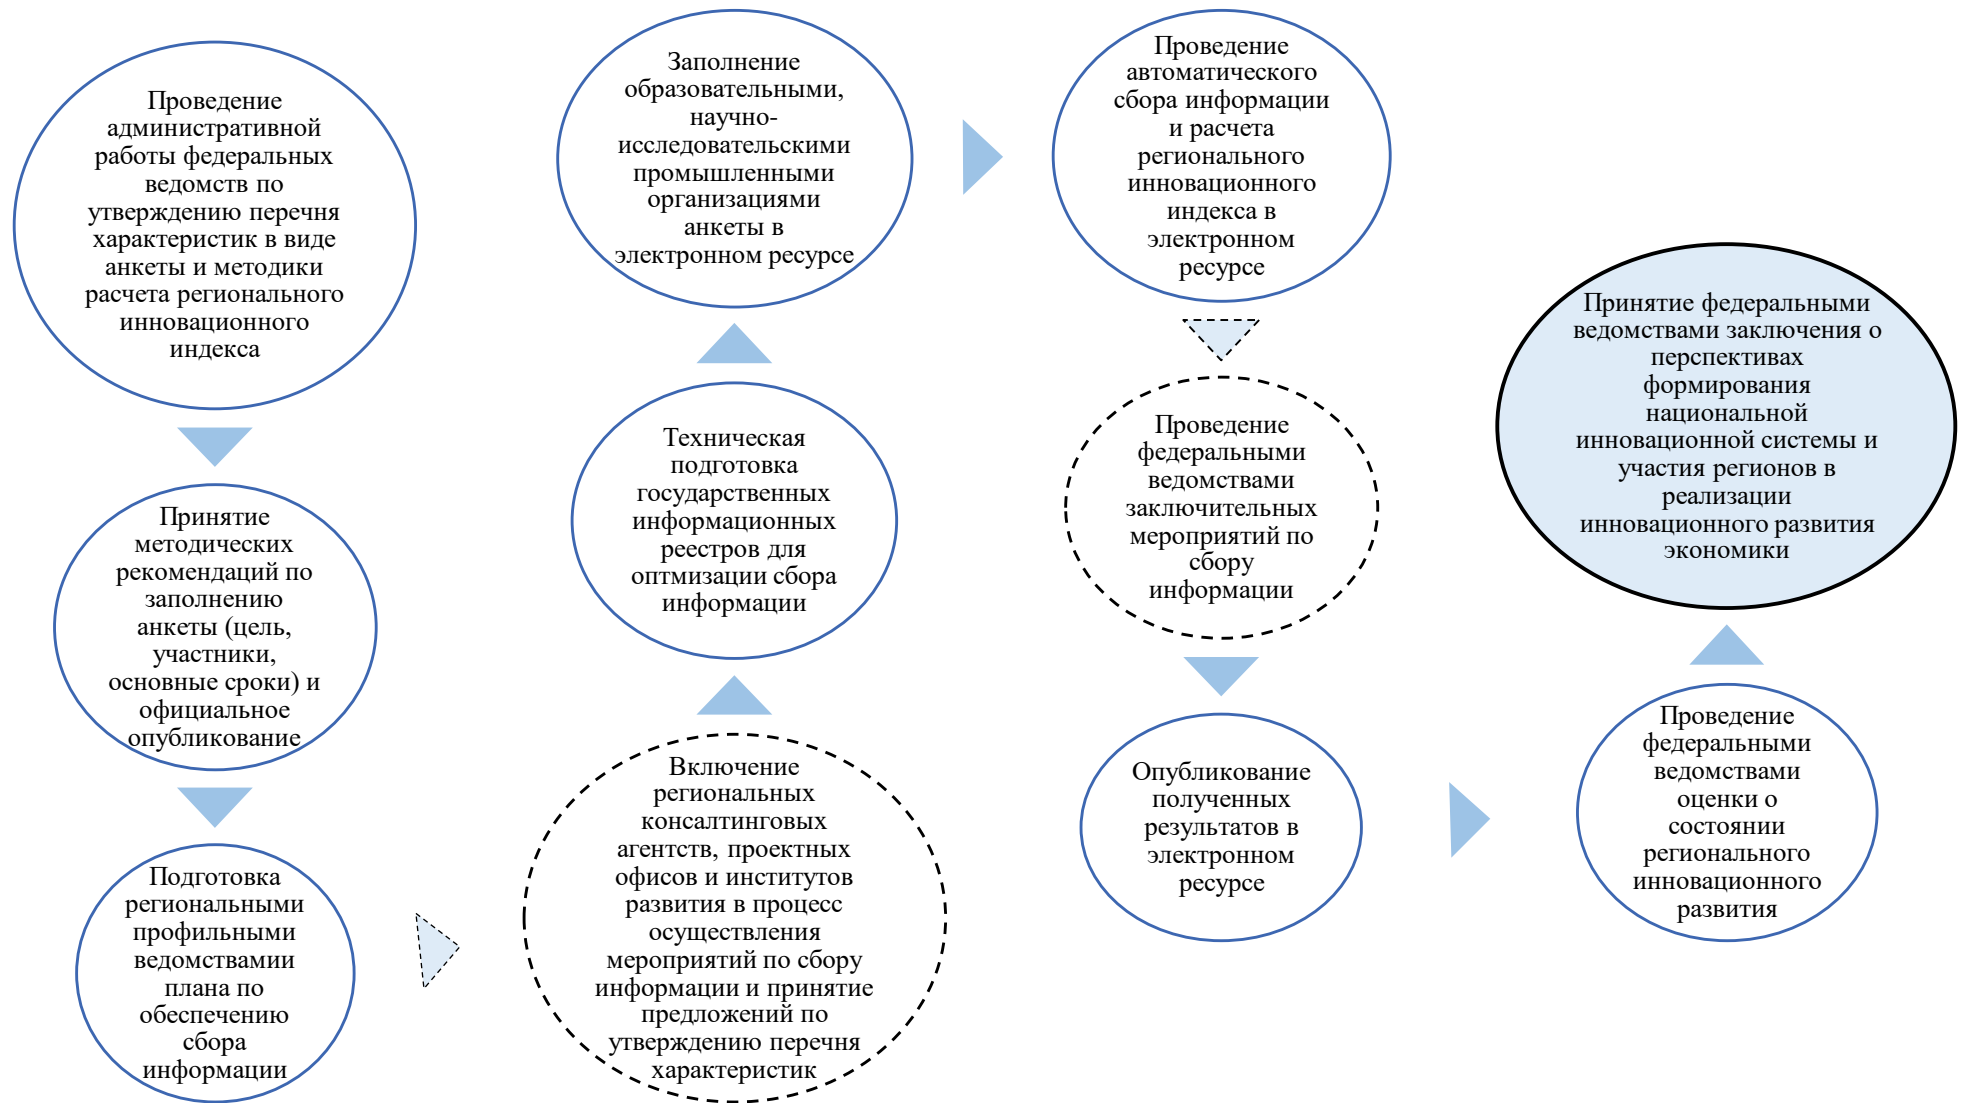 Проведение
административной
работы федеральных
ведомств по
утверждению перечня
характеристик в виде
анкеты и методики
расчета регионального
инновационного
индекса
Принятие
методических
рекомендаций по
заполнению
анкеты (цель,
участники,
основные сроки) и
официальное
опубликование
Подготовка
региональными
профильными
ведомствамии
плана по
обеспечению
сбора
информации
Включение
региональных
консалтинговых
агентств, проектных
офисов и институтов
развития в процесс
осуществления
мероприятий по сбору
информации и принятие
предложений по
утверждению перечня
характеристик
Техническая
подготовка
государственных
информационных
реестров для
оптмизации сбора
информации
Заполнение
образовательными,
научно-
исследовательскими
промышленными
организациями
анкеты в
электронном ресурсе
Проведение
автоматического
сбора информации
и расчета
регионального
инновационного
индекса в
электронном
ресурсе
Проведение
федеральными
ведомствами
заключительных
мероприятий по
сбору
информации
Опубликование
полученных
результатов в
электронном
ресурсе
Проведение
федеральными
ведомствами
оценки о
состоянии
регионального
инновационного
развития
Принятие федеральными
ведомствами заключения о
перспективах
формирования
национальной
инновационной системы и
участия регионов в
реализации
инновационного развития
экономики